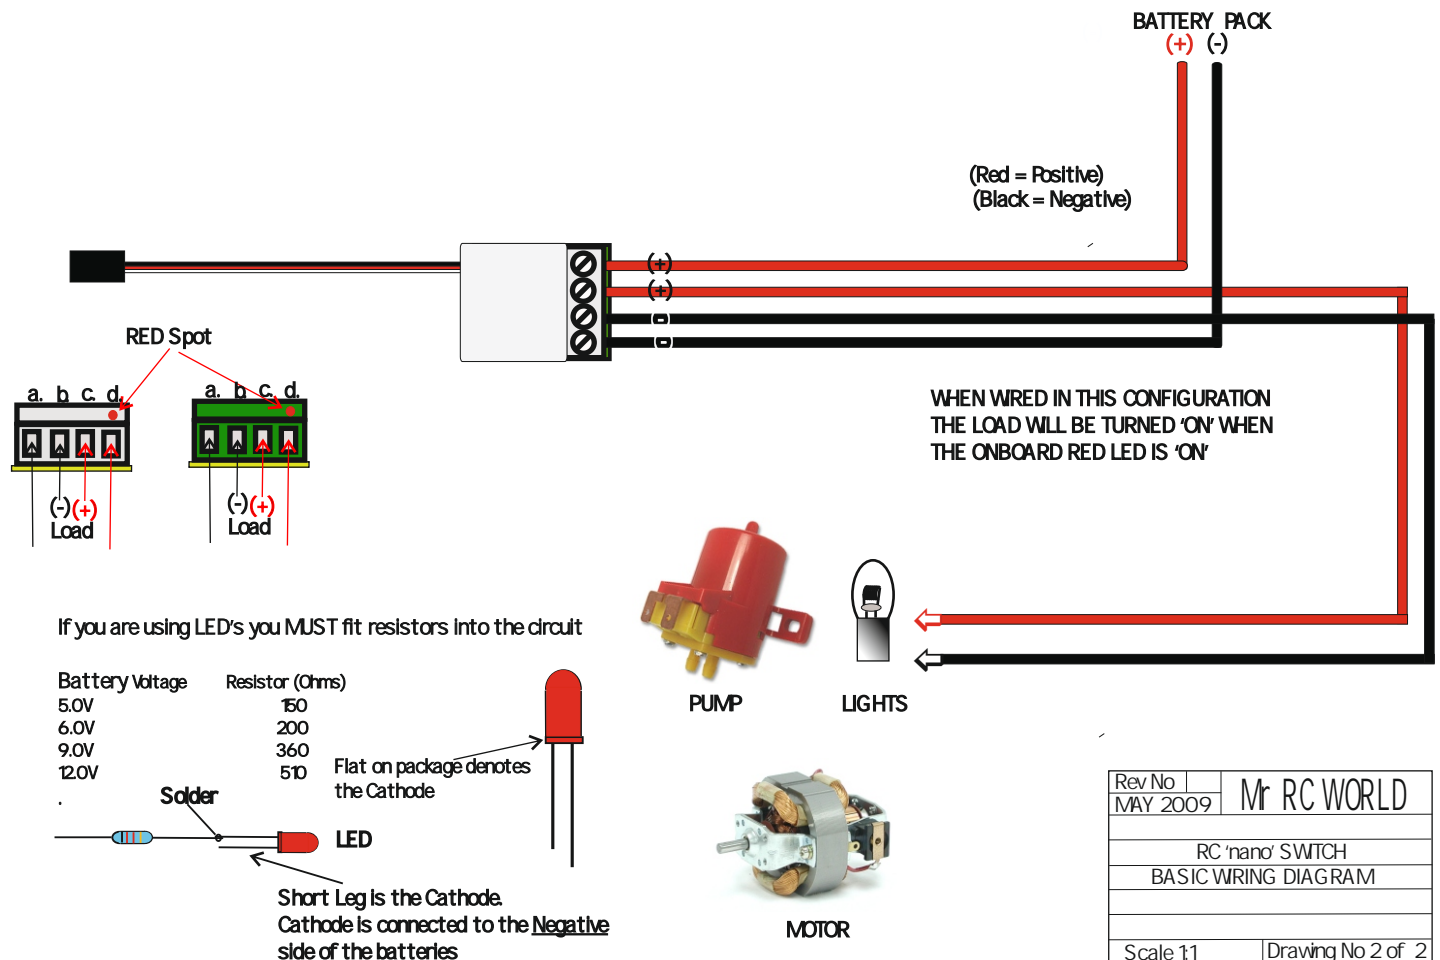 BATTERY PACK
(+) (-)
(Red = Positive)
(Black = Negative)
(+)
(+)
RED Spot
a. b. c. d.
a. b. c. d.
(-) (+)
Load
(-) (+)
Load
WHEN WIRED IN THIS CONFIGURATION
THE LOAD WILL BE TURNED 'ON' WHEN
THE ONBOARD RED LED IS 'ON'
If you are using LED's you MUST fit resistors into the circuit
Battery Voltage Resistor (Ohms)
5.0V 150
6.0V 200
9.0V 360
12.0V 510
.
Flat on package denotes
the Cathode
Solder
LED
Short Leg is the Cathode.
Cathode is connected to the Negative
side of the batteries
PUMP
LIGHTS
MOTOR
Rev No
MAY 2009
Mr RC WORLD
RC 'nano' SWITCH
BASIC WIRING DIAGRAM
Scale 1:1
Drawing No 2 of 2